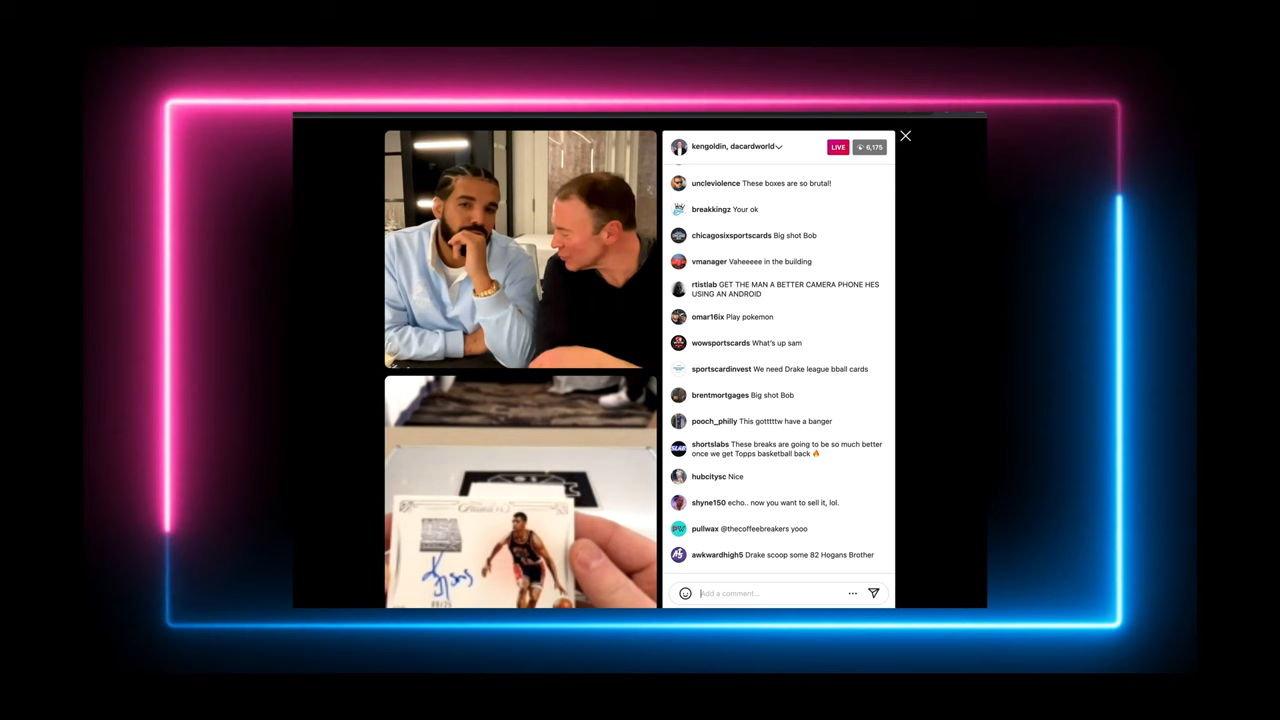 kengoldin, dacardworld
LIVE
6,175
uncleviolence These boxes are so brutal!
breakkingz Your ok
chicagosixsportscards Big shot Bob
vmanager Vaheeeee in the building
rtistlab GET THE MAN A BETTER CAMERA PHONE HES
USING AN ANDROID
omar16ix Play pokemon
wowsportscards What's up sam
sportscardinvest We need Drake league bball cards
brentmortgages Big shot Bob
pooch_philly This gotttttw have a banger
shortslabs These breaks are going to be so much better
once we get Topps basketball back 🔥
hubcitysc Nice
shyne150 echo.. now you want to sell it, lol.
pullwax @thecoffeebreakers yooo
awkwardhigh5 Drake scoop some 82 Hogans Brother
Add a comment...